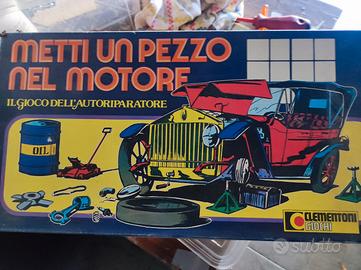 METTI UN PEZZO
NEL MOTORE
IL GIOCO DELL'AUTORIPARATORE
OIL
CLEMENTONI
GIOCHI
subito